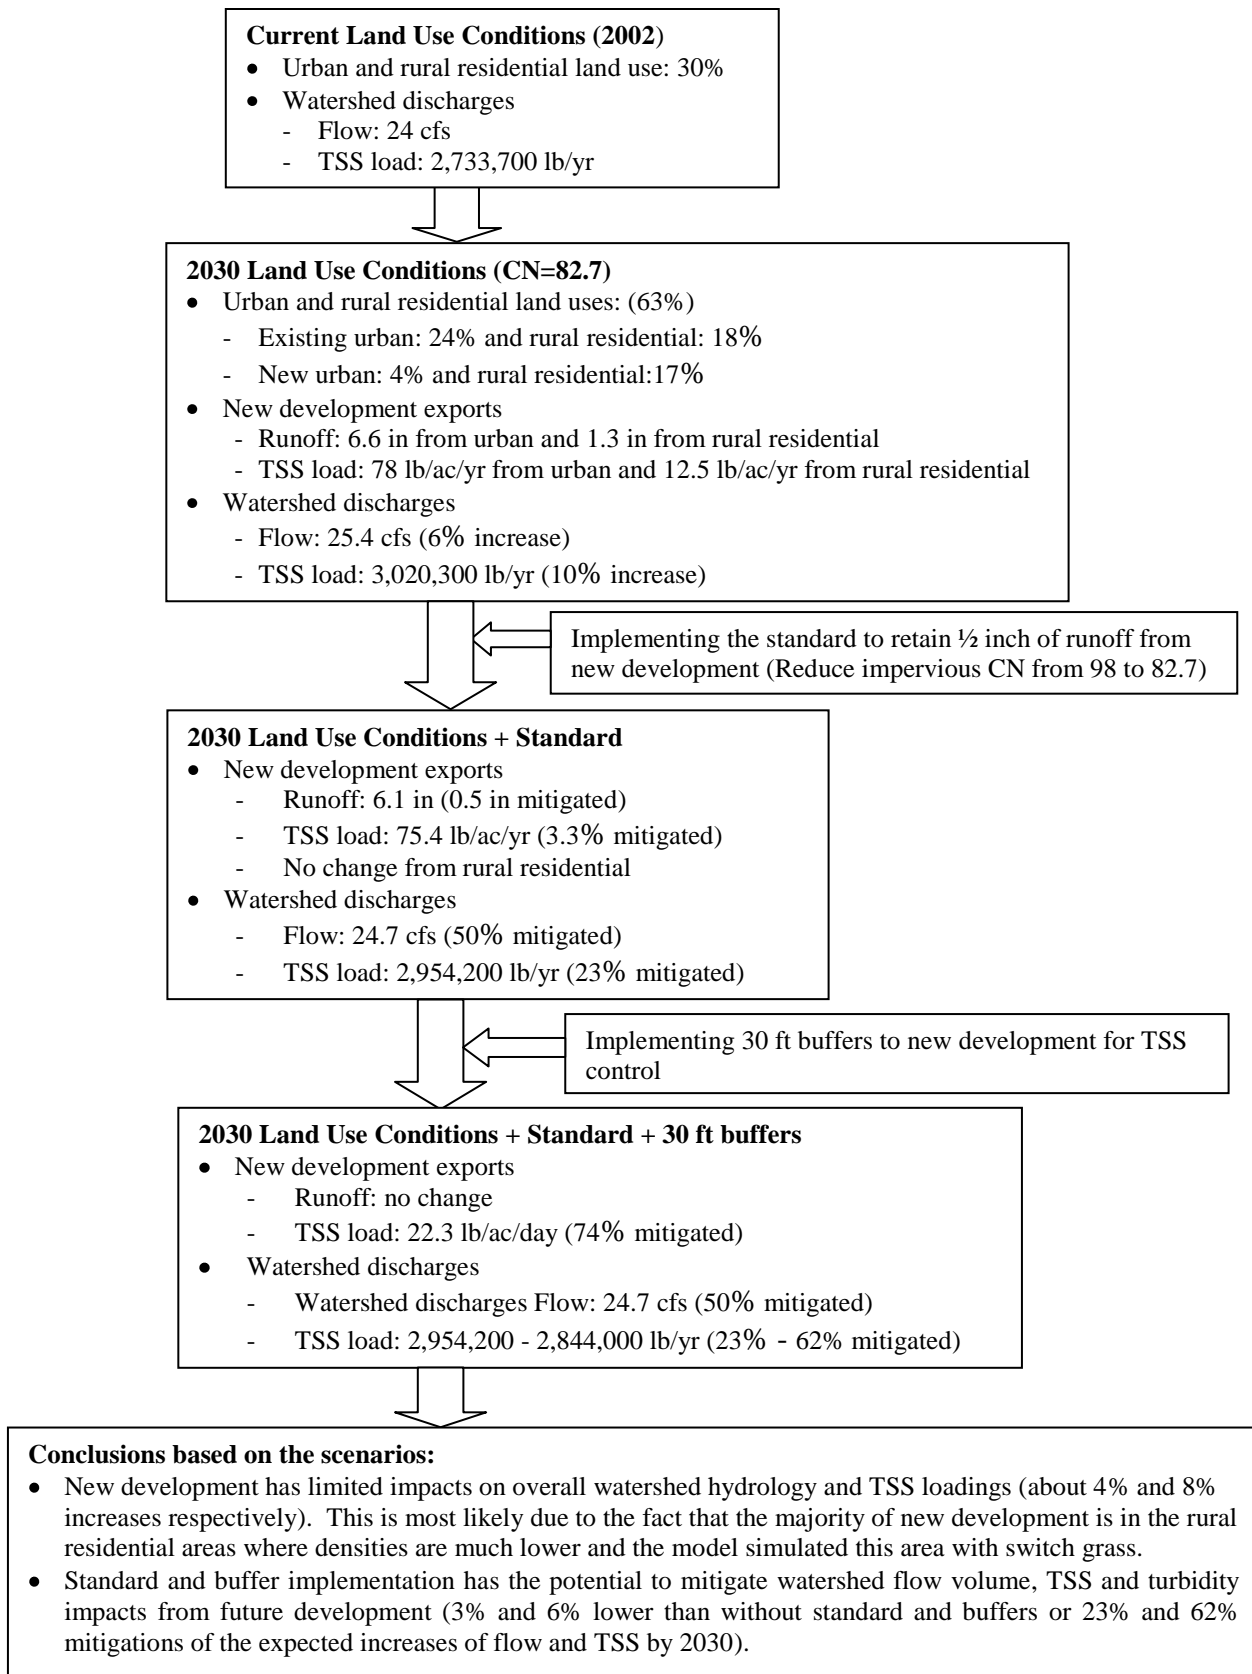 Current Land Use Conditions (2002)
• Urban and rural residential land use: 30%
• Watershed discharges
- Flow: 24 cfs
- TSS load: 2,733,700 lb/yr
2030 Land Use Conditions (CN=82.7)
• Urban and rural residential land uses: (63%)
- Existing urban: 24% and rural residential: 18%
- New urban: 4% and rural residential:17%
• New development exports
- Runoff: 6.6 in from urban and 1.3 in from rural residential
- TSS load: 78 lb/ac/yr from urban and 12.5 lb/ac/yr from rural residential
• Watershed discharges
- Flow: 25.4 cfs (6% increase)
- TSS load: 3,020,300 lb/yr (10% increase)
Implementing the standard to retain ½ inch of runoff from
new development (Reduce impervious CN from 98 to 82.7)
2030 Land Use Conditions + Standard
• New development exports
- Runoff: 6.1 in (0.5 in mitigated)
- TSS load: 75.4 lb/ac/yr (3.3% mitigated)
- No change from rural residential
• Watershed discharges
- Flow: 24.7 cfs (50% mitigated)
- TSS load: 2,954,200 lb/yr (23% mitigated)
Implementing 30 ft buffers to new development for TSS
control
2030 Land Use Conditions + Standard + 30 ft buffers
• New development exports
- Runoff: no change
- TSS load: 22.3 lb/ac/day (74% mitigated)
• Watershed discharges
- Watershed discharges Flow: 24.7 cfs (50% mitigated)
- TSS load: 2,954,200 - 2,844,000 lb/yr (23% - 62% mitigated)
Conclusions based on the scenarios:
• New development has limited impacts on overall watershed hydrology and TSS loadings (about 4% and 8%
increases respectively). This is most likely due to the fact that the majority of new development is in the rural
residential areas where densities are much lower and the model simulated this area with switch grass.
• Standard and buffer implementation has the potential to mitigate watershed flow volume, TSS and turbidity
impacts from future development (3% and 6% lower than without standard and buffers or 23% and 62%
mitigations of the expected increases of flow and TSS by 2030).